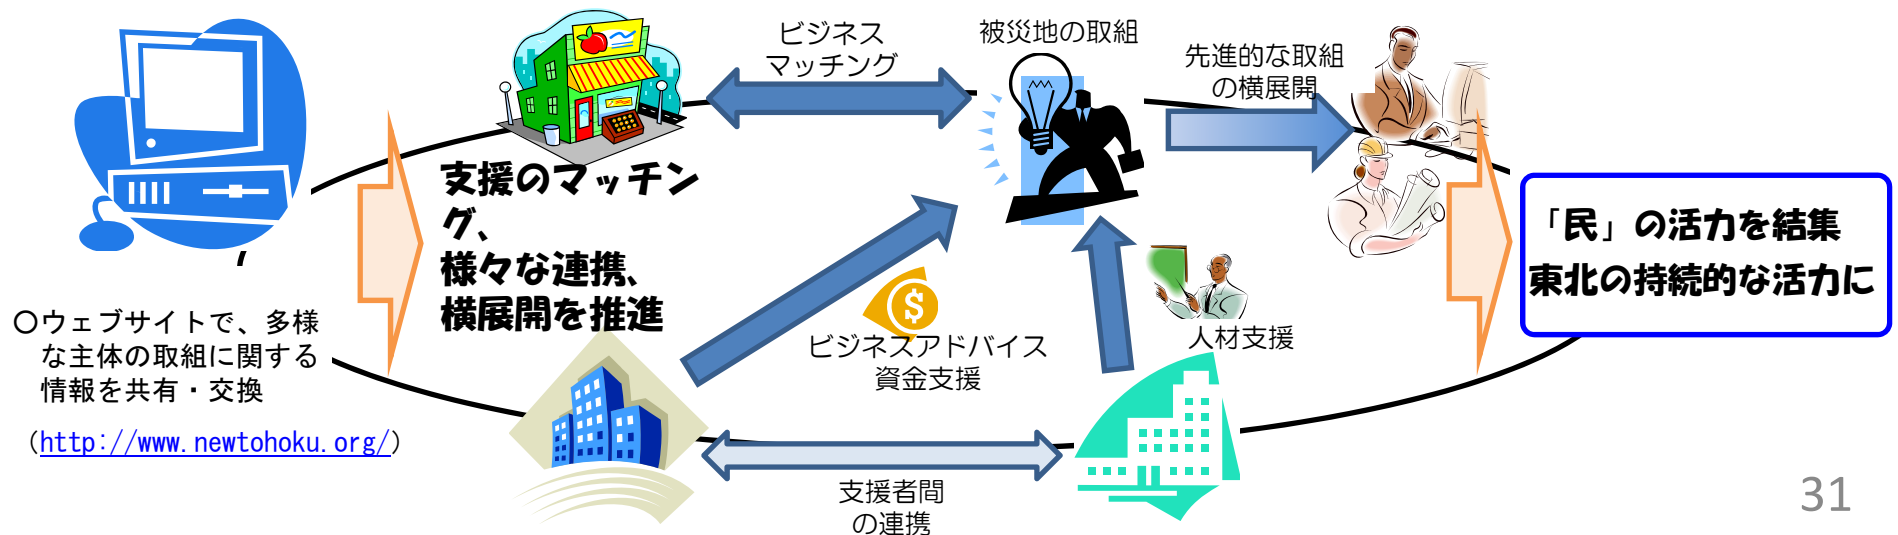 ○ウェブサイトで、多様
な主体の取組に関する
情報を共有・交換
(http://www.newtohoku.org/)
支援のマッチン
グ、
様々な連携、
横展開を推進
ビジネス
マッチング
被災地の取組
先進的な取組
の横展開
ビジネスアドバイス
資金支援
人材支援
支援者間
の連携
「民」の活力を結集
東北の持続的な活力に
31